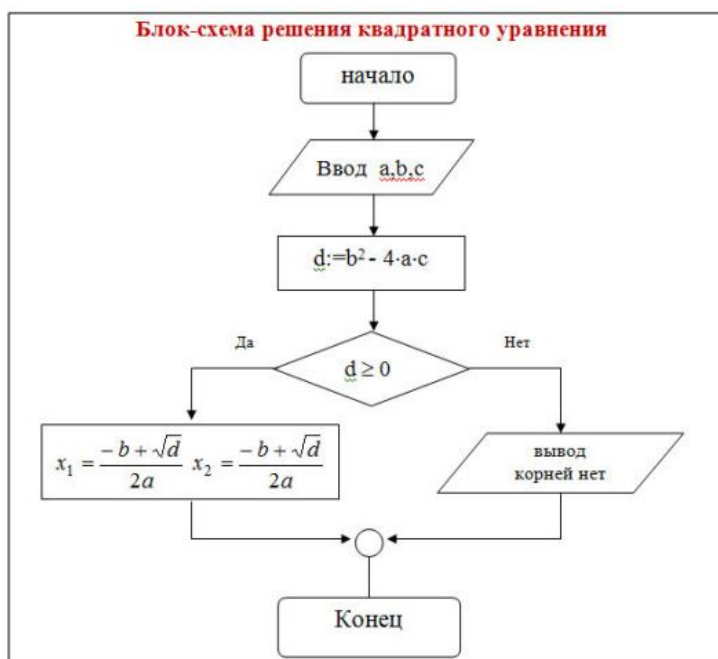 Блок-схема решения квадратного уравнения
начало
Ввод a,b,c
d:=b² - 4·a·c
Да
Нет
d ≥ 0
x₁ = (-b + √d)/2a x₂ = (-b + √d)/2a
вывод
корней нет
Конец